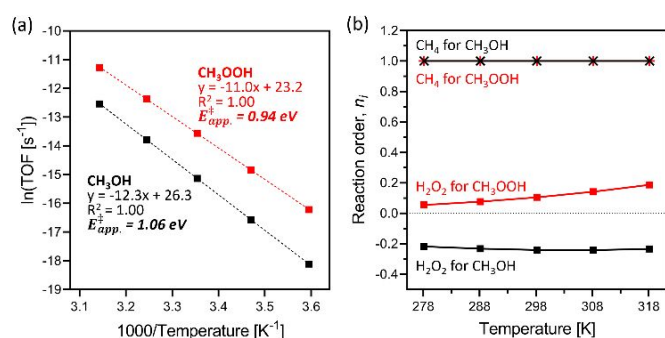 (a)
-10
-11
-12
-13
-14
-15
-16
-17
-18
-19
ln(TOF [s⁻¹])
CH₃OOH
y = -11.0x + 23.2
R² = 1.00
E‡app. = 0.94 eV
CH₃OH
y = -12.3x + 26.3
R² = 1.00
E‡app. = 1.06 eV
3.1 3.2 3.3 3.4 3.5 3.6
1000/Temperature [K⁻¹]
(b)
1.2
1.0
0.8
0.6
0.4
0.2
0.0
-0.2
-0.4
Reaction order, nᵢ
CH₄ for CH₃OH
CH₄ for CH₃OOH
H₂O₂ for CH₃OOH
H₂O₂ for CH₃OH
278 288 298 308 318
Temperature [K]